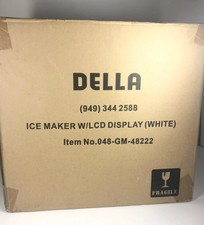 DELLA
(949) 344 2588
ICE MAKER W/LCD DISPLAY (WHITE)
Item No.048-GM-48222
FRAGILE